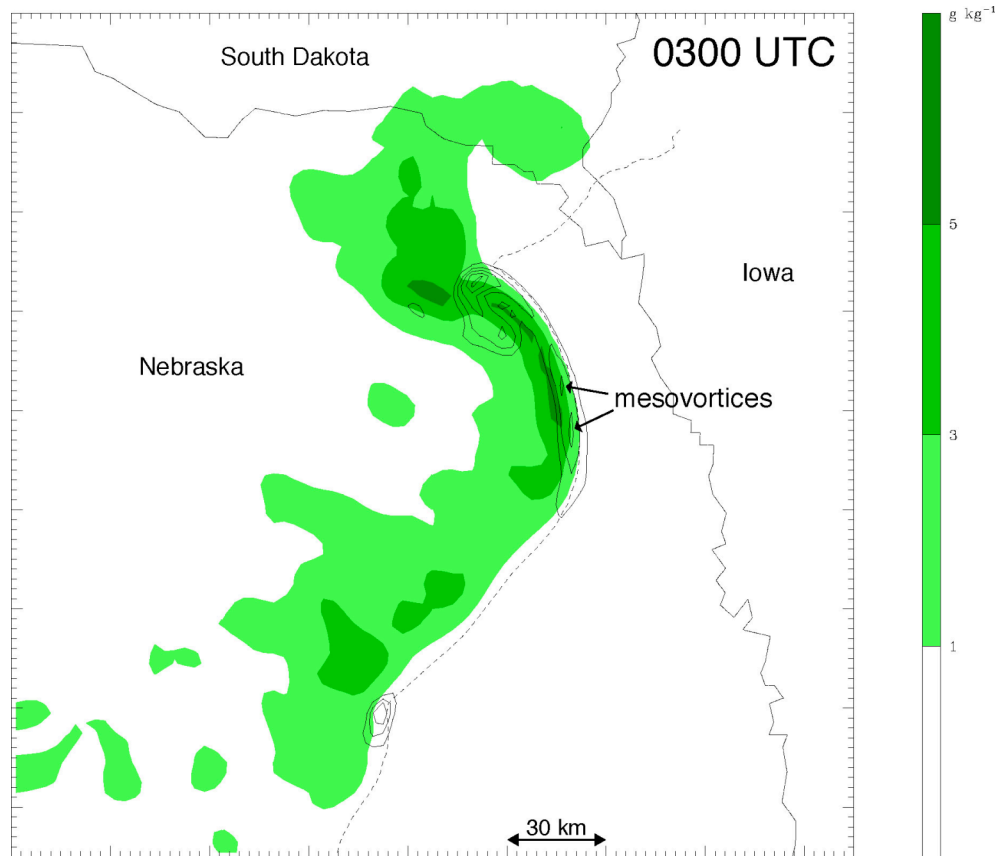 South Dakota
0300 UTC
g kg⁻¹
5
Iowa
Nebraska
mesovortices
3
1
30 km